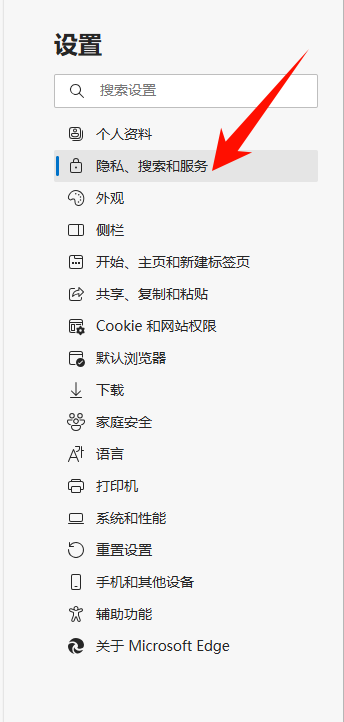 设置
搜索设置
个人资料
隐私、搜索和服务
外观
侧栏
开始、主页和新建标签页
共享、复制和粘贴
Cookie 和网站权限
默认浏览器
下载
家庭安全
语言
打印机
系统和性能
重置设置
手机和其他设备
辅助功能
关于 Microsoft Edge